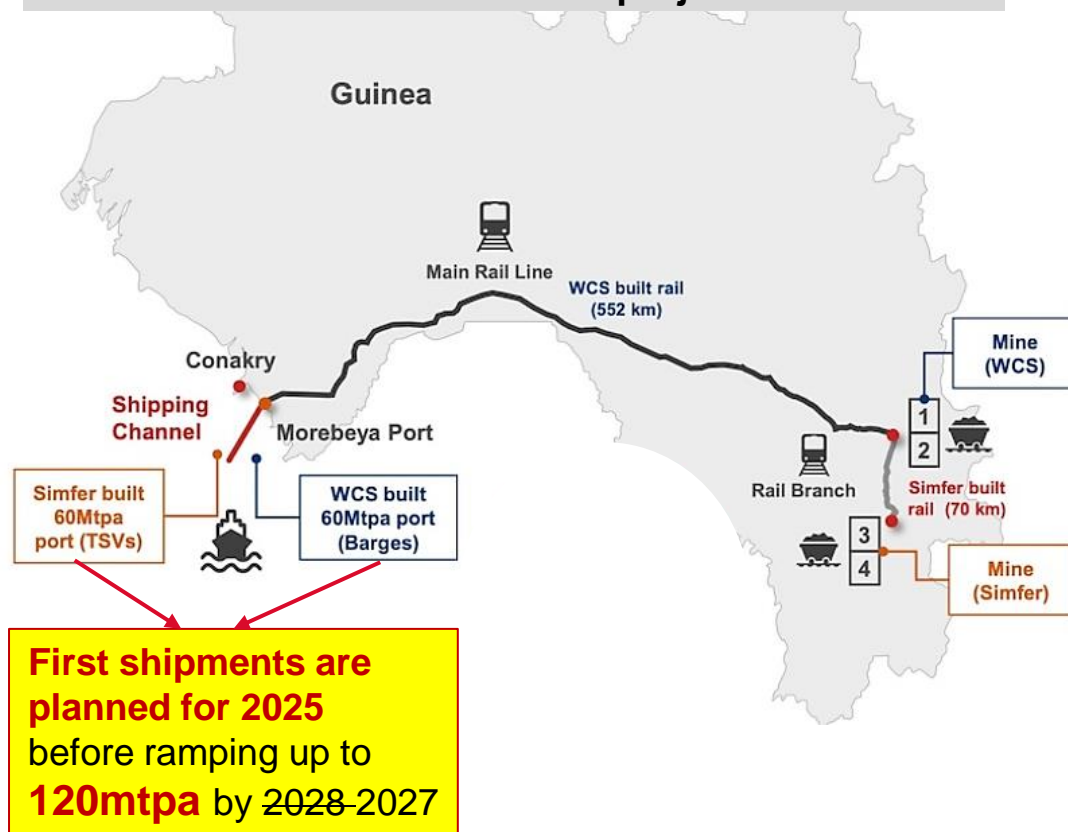 Guinea
Main Rail Line
WCS built rail
(552 km)
Mine
(WCS)
Conakry
Shipping
Channel
Morebeya Port
1
2
Rail Branch
Simfer built
rail (70 km)
Simfer built
60Mtpa
port (TSVs)
WCS built
60Mtpa port
(Barges)
3
4
Mine
(Simfer)
First shipments are
planned for 2025
before ramping up to
120mtpa by 2028 2027